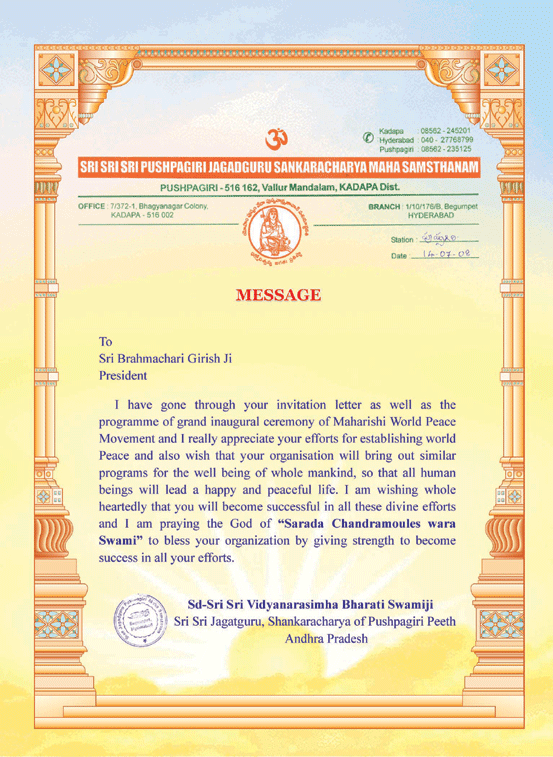 ॐ
Kadapa : 08562 - 245201
Hyderabad : 040 - 27768799
Pushpagiri : 08562 - 235125
SRI SRI SRI PUSHPAGIRI JAGADGURU SANKARACHARYA MAHA SAMSTHANAM
PUSHPAGIRI - 516 162, Vallur Mandalam, KADAPA Dist.
OFFICE : 7/372-1, Bhagyanagar Colony,
KADAPA - 516 002
BRANCH : 1/10/176/B, Begumpet
HYDERABAD
Station :
Date : 14-07-08
MESSAGE
To
Sri Brahmachari Girish Ji
President
I have gone through your invitation letter as well as the
programme of grand inaugural ceremony of Maharishi World Peace
Movement and I really appreciate your efforts for establishing world
Peace and also wish that your organisation will bring out similar
programs for the well being of whole mankind, so that all human
beings will lead a happy and peaceful life. I am wishing whole
heartedly that you will become successful in all these divine efforts
and I am praying the God of “Sarada Chandramoules wara
Swami” to bless your organization by giving strength to become
success in all your efforts.
Sd-Sri Sri Vidyanarasimha Bharati Swamiji
Sri Sri Jagatguru, Shankaracharya of Pushpagiri Peeth
Andhra Pradesh